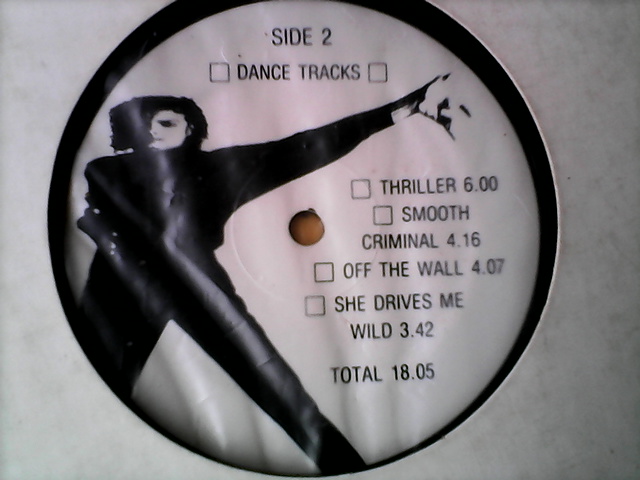 SIDE 2
DANCE TRACKS
THRILLER 6.00
SMOOTH
CRIMINAL 4.16
OFF THE WALL 4.07
SHE DRIVES ME
WILD 3.42
TOTAL 18.05